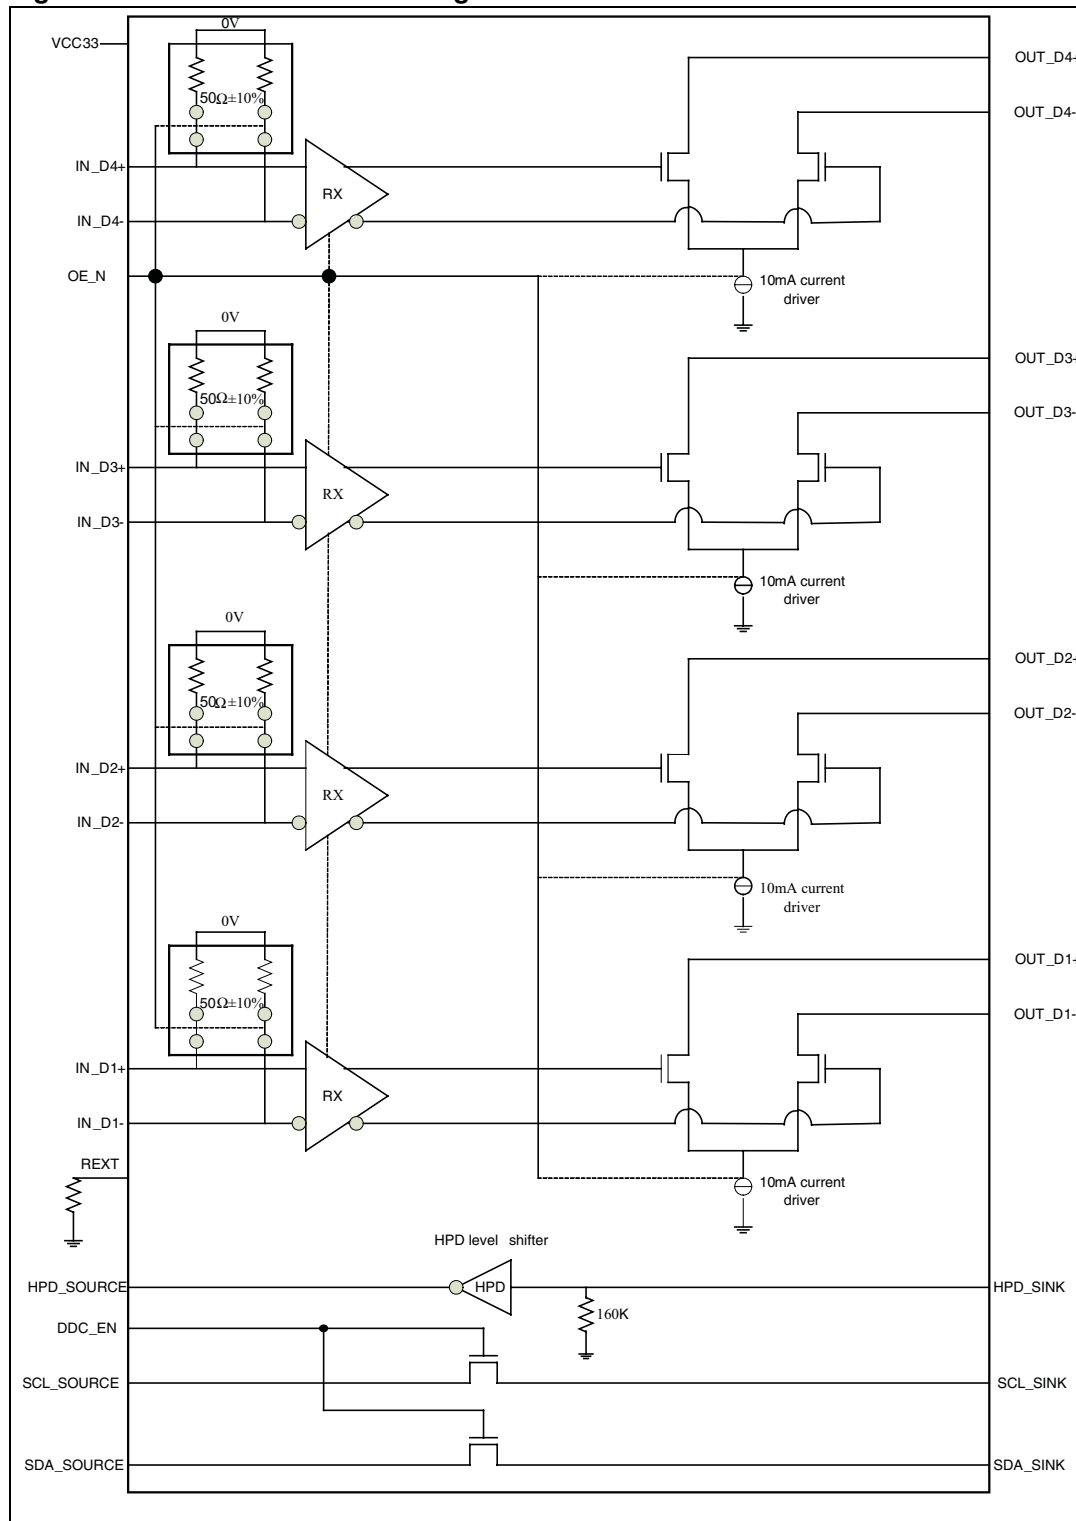 0V
VCC33
OUT_D4+
50Ω±10%
OUT_D4-
IN_D4+
RX
IN_D4-
OE_N
10mA current
driver
0V
OUT_D3+
50Ω±10%
OUT_D3-
IN_D3+
RX
IN_D3-
10mA current
driver
0V
OUT_D2+
50Ω±10%
OUT_D2-
IN_D2+
RX
IN_D2-
10mA current
driver
0V
OUT_D1+
50Ω±10%
OUT_D1-
IN_D1+
RX
IN_D1-
REXT
10mA current
driver
HPD level shifter
HPD_SOURCE
HPD
HPD_SINK
160K
DDC_EN
SCL_SOURCE
SCL_SINK
SDA_SOURCE
SDA_SINK